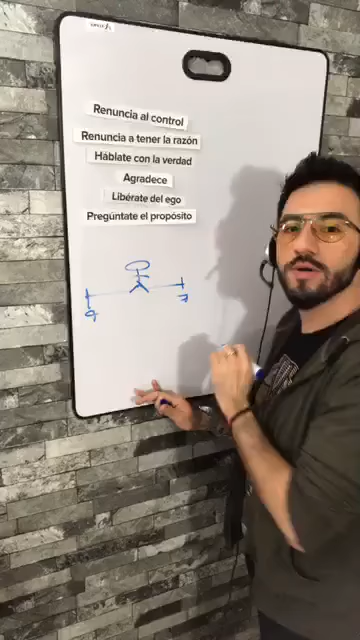 Renuncia al control
Renuncia a tener la razón
Háblate con la verdad
Agradece
Libérate del ego
Pregúntate el propósito